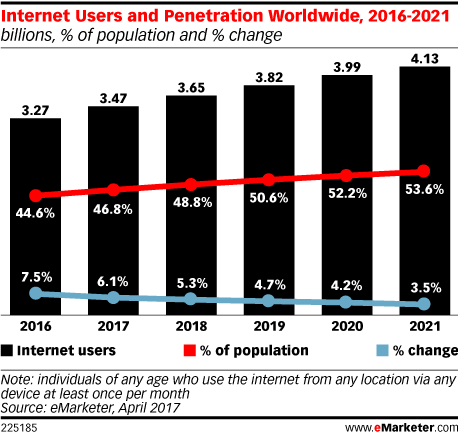 Internet Users and Penetration Worldwide, 2016-2021
billions, % of population and % change
3.27 3.47 3.65 3.82 3.99 4.13
44.6% 46.8% 48.8% 50.6% 52.2% 53.6%
7.5% 6.1% 5.3% 4.7% 4.2% 3.5%
2016 2017 2018 2019 2020 2021
Internet users % of population % change
Note: individuals of any age who use the internet from any location via any
device at least once per month
Source: eMarketer, April 2017
225185 www.eMarketer.com